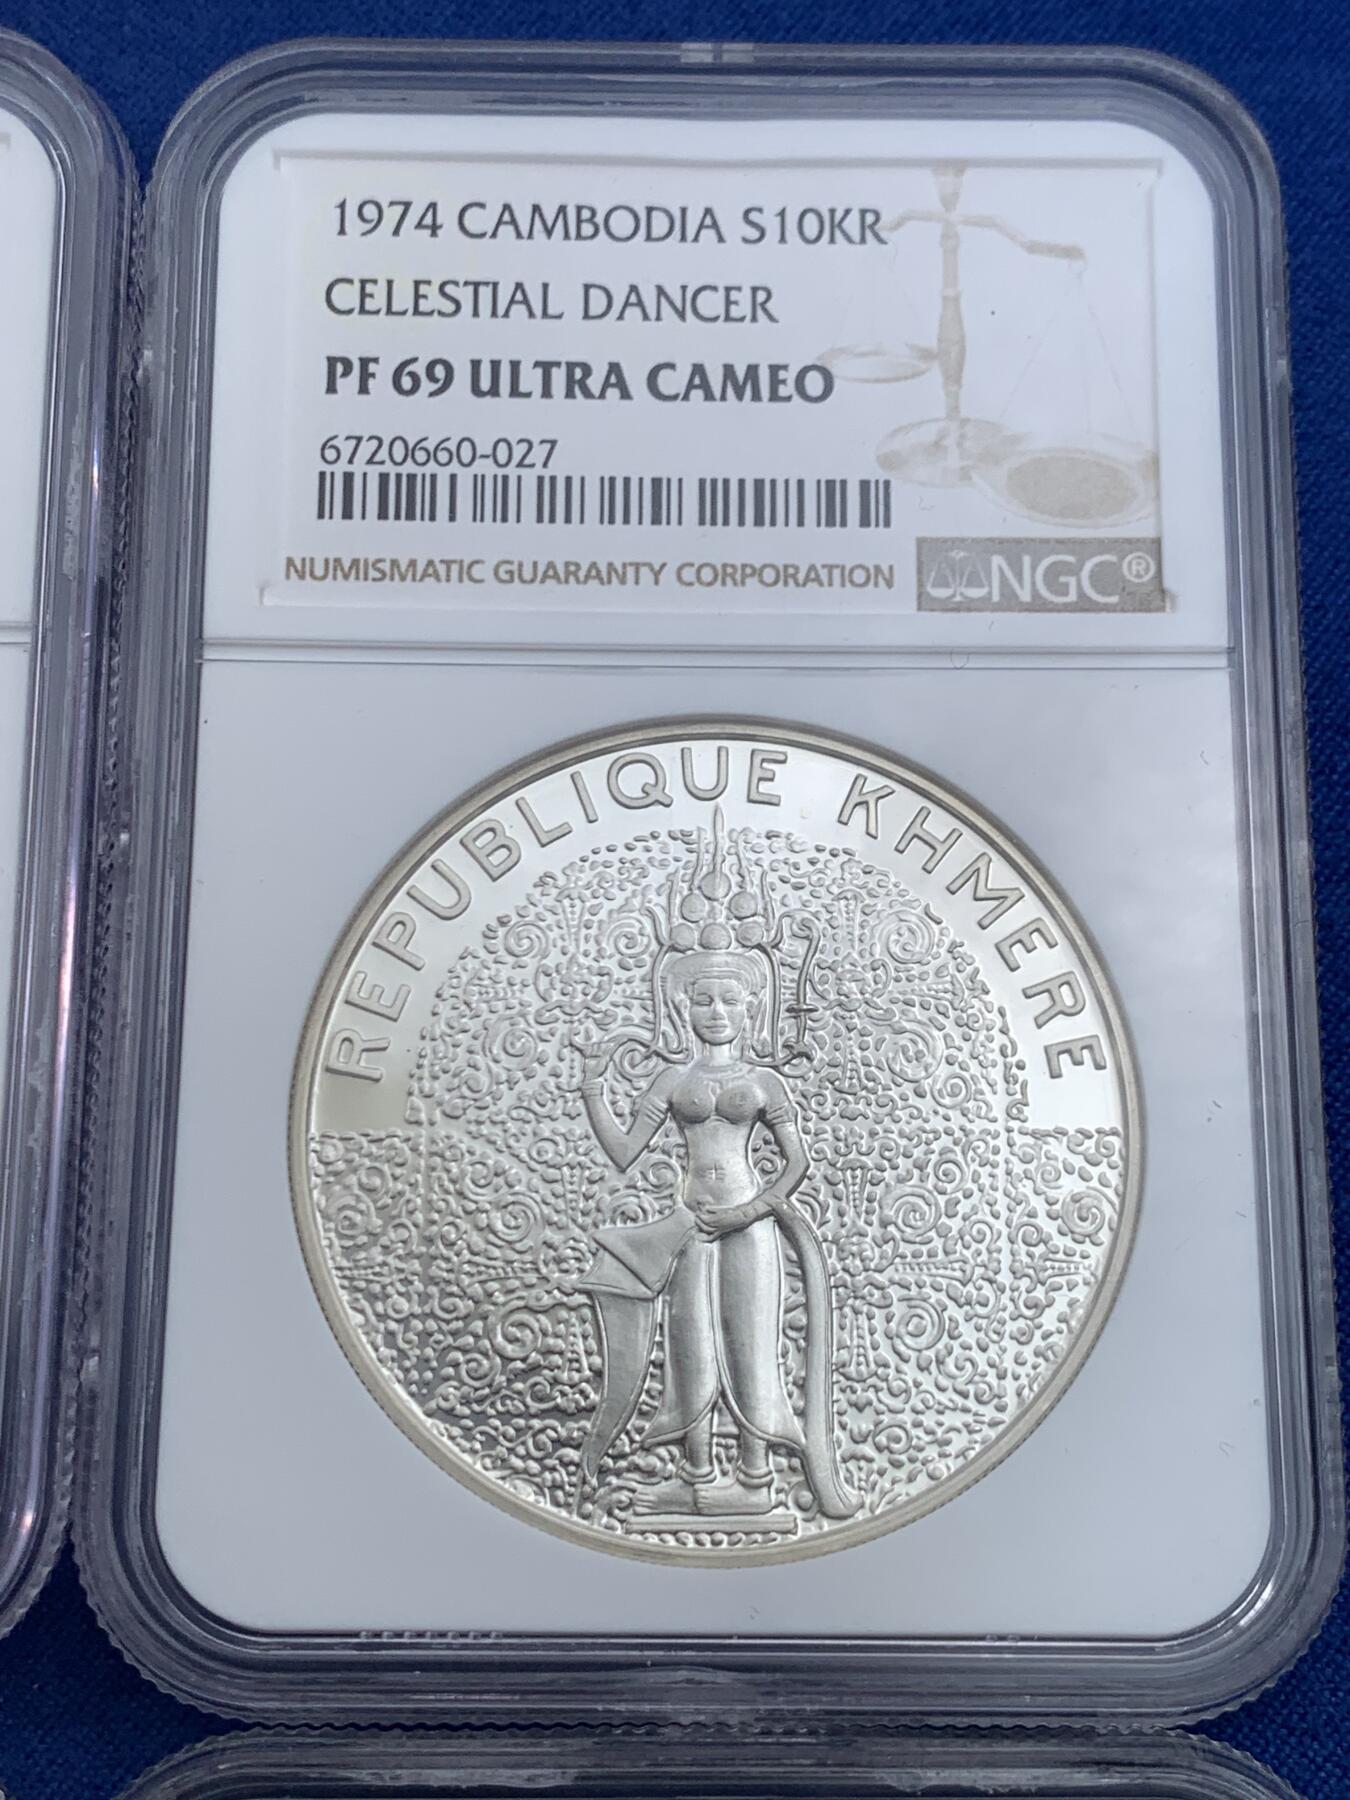 1974 CAMBODIA S10KR
CELESTIAL DANCER
PF 69 ULTRA CAMEO
6720660-027
NUMISMATIC GUARANTY CORPORATION
NGC®
REPUBLIQUE KHMERE